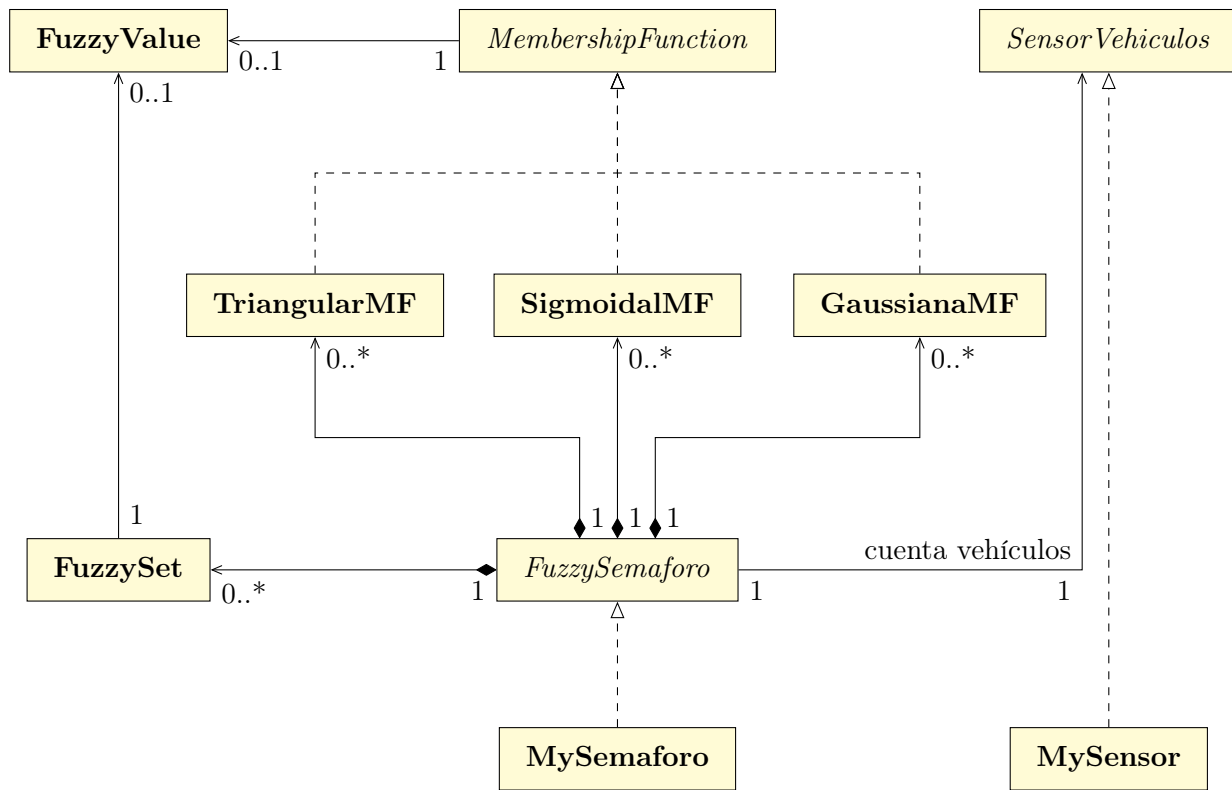 FuzzyValue
MembershipFunction
SensorVehiculos
0..1
1
0..1
TriangularMF
SigmoidalMF
GaussianaMF
0..*
0..*
0..*
1
1
1
1
cuenta vehículos
FuzzySet
FuzzySemaforo
0..*
1
1
1
MySemaforo
MySensor